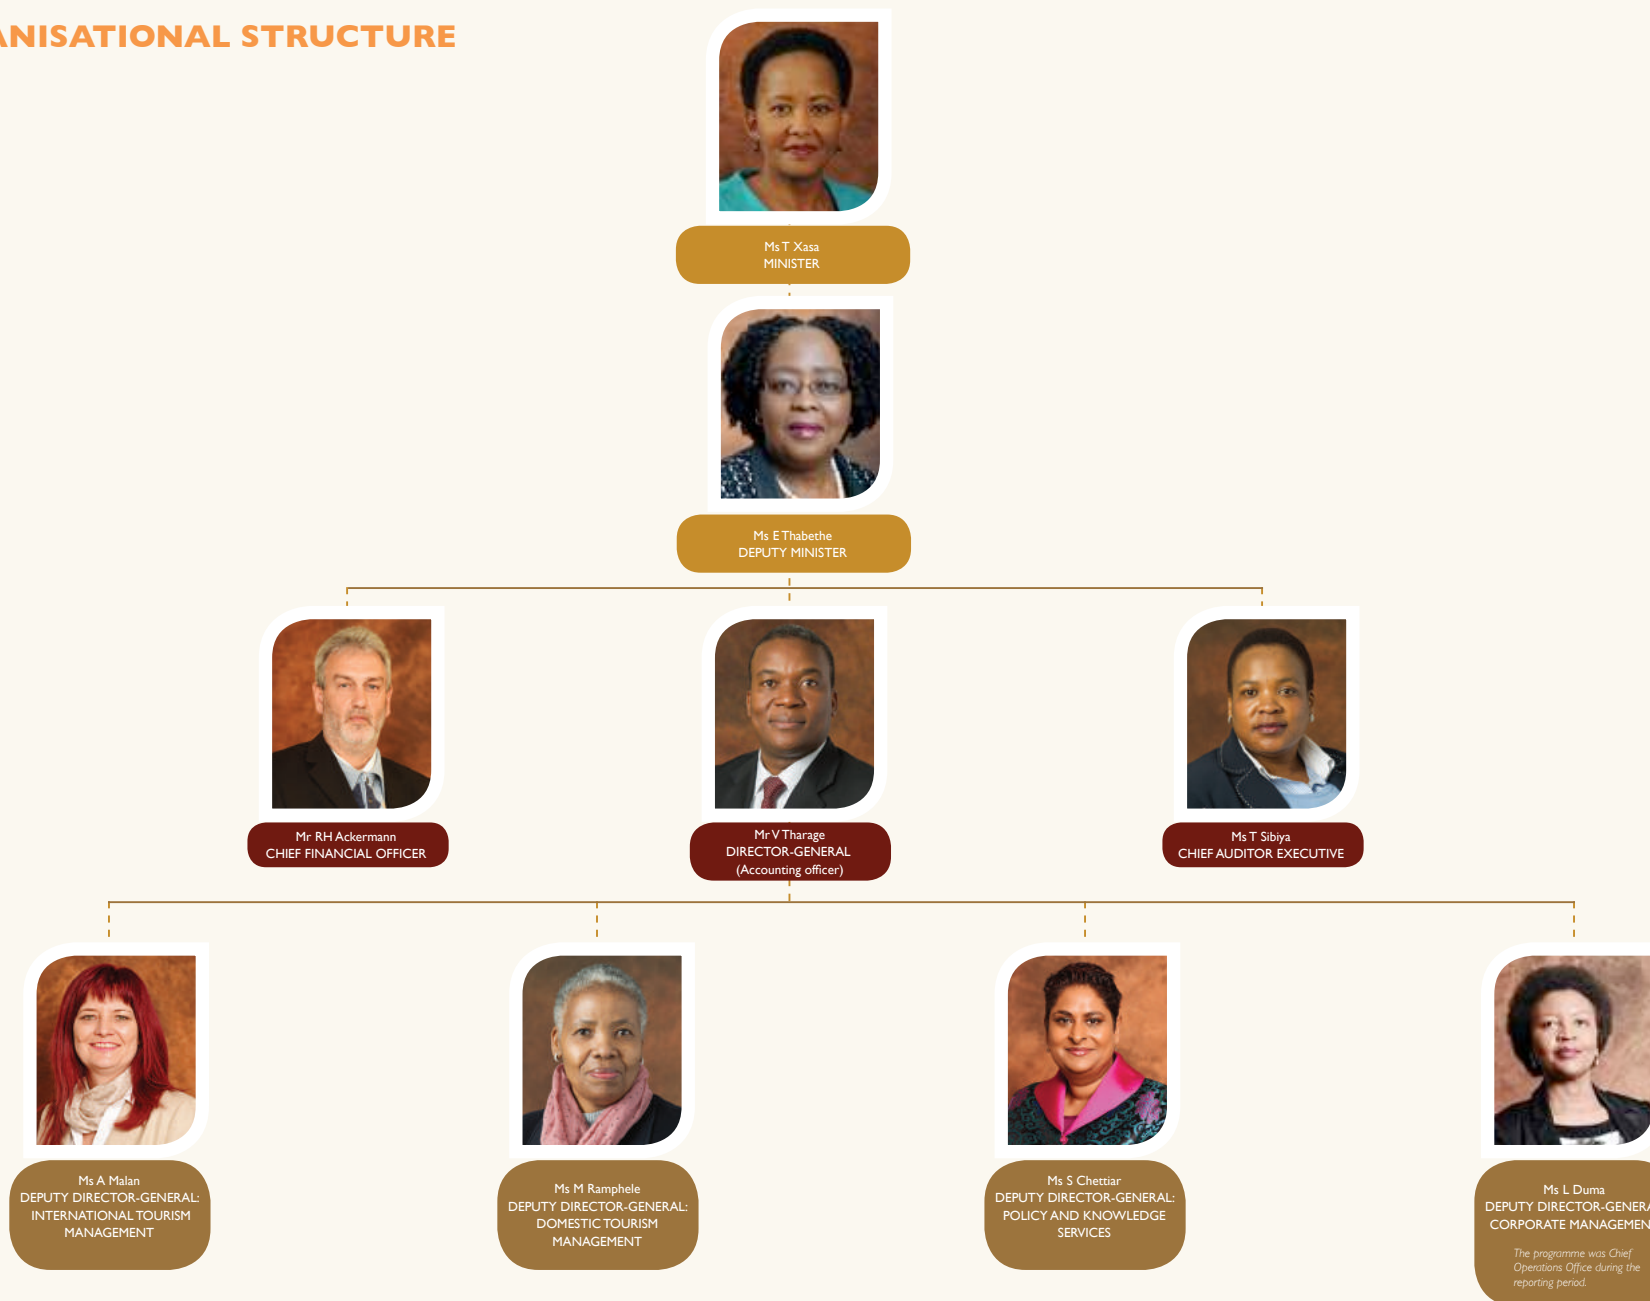 ANISATIONAL STRUCTURE
Ms T Xasa
MINISTER
Ms E Thabethe
DEPUTY MINISTER
Mr RH Ackermann
CHIEF FINANCIAL OFFICER
Mr V Tharage
DIRECTOR-GENERAL
(Accounting officer)
Ms T Sibiya
CHIEF AUDITOR EXECUTIVE
Ms A Malan
DEPUTY DIRECTOR-GENERAL:
INTERNATIONAL TOURISM
MANAGEMENT
Ms M Ramphele
DEPUTY DIRECTOR-GENERAL:
DOMESTIC TOURISM
MANAGEMENT
Ms S Chettiar
DEPUTY DIRECTOR-GENERAL:
POLICY AND KNOWLEDGE
SERVICES
Ms L Duma
DEPUTY DIRECTOR-GENERA
CORPORATE MANAGEMEN
The programme was Chief
Operations Office during the
reporting period.